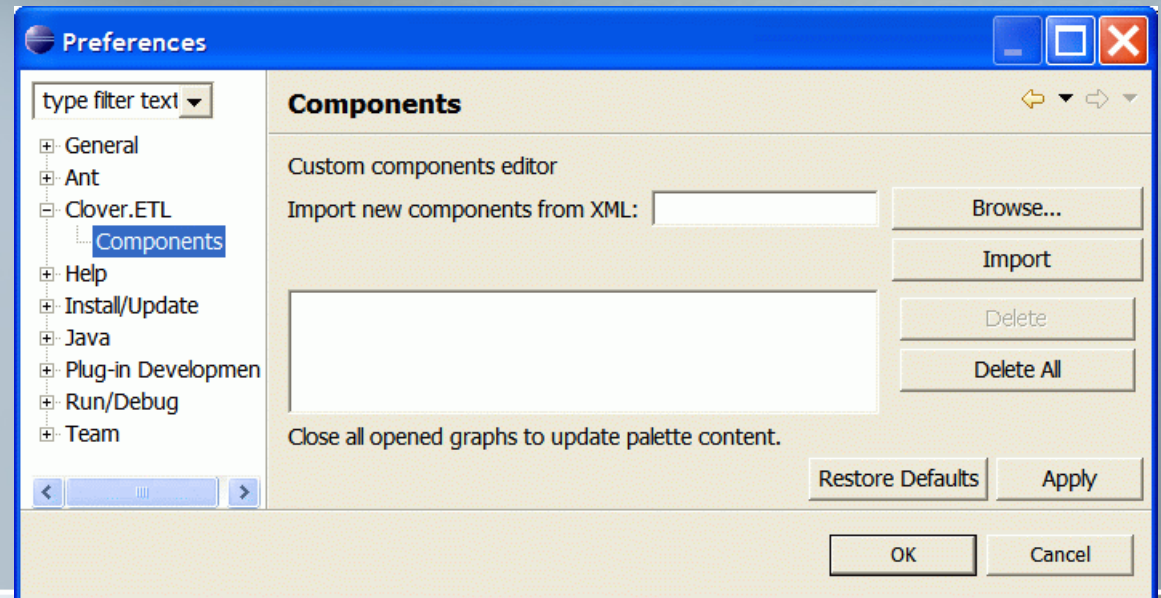 Preferences
type filter text
General
Ant
Clover.ETL
Components
Help
Install/Update
Java
Plug-in Developmen
Run/Debug
Team
Components
Custom components editor
Import new components from XML:
Browse...
Import
Delete
Delete All
Close all opened graphs to update palette content.
Restore Defaults
Apply
OK
Cancel